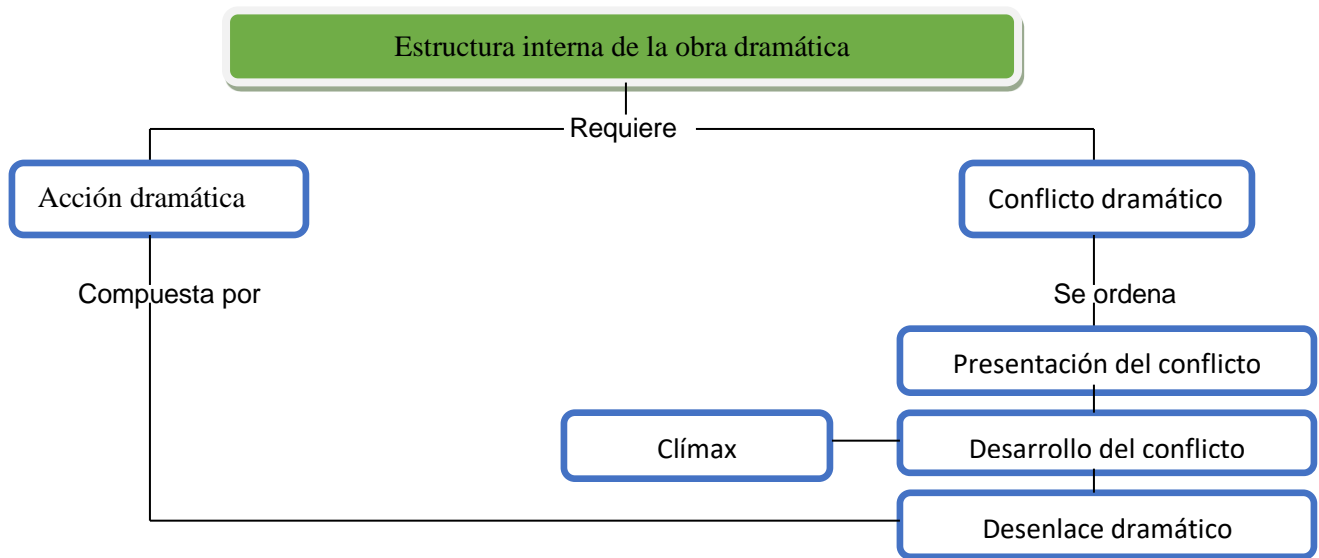 Estructura interna de la obra dramática
Requiere
Acción dramática
Conflicto dramático
Compuesta por
Se ordena
Presentación del conflicto
Clímax
Desarrollo del conflicto
Desenlace dramático